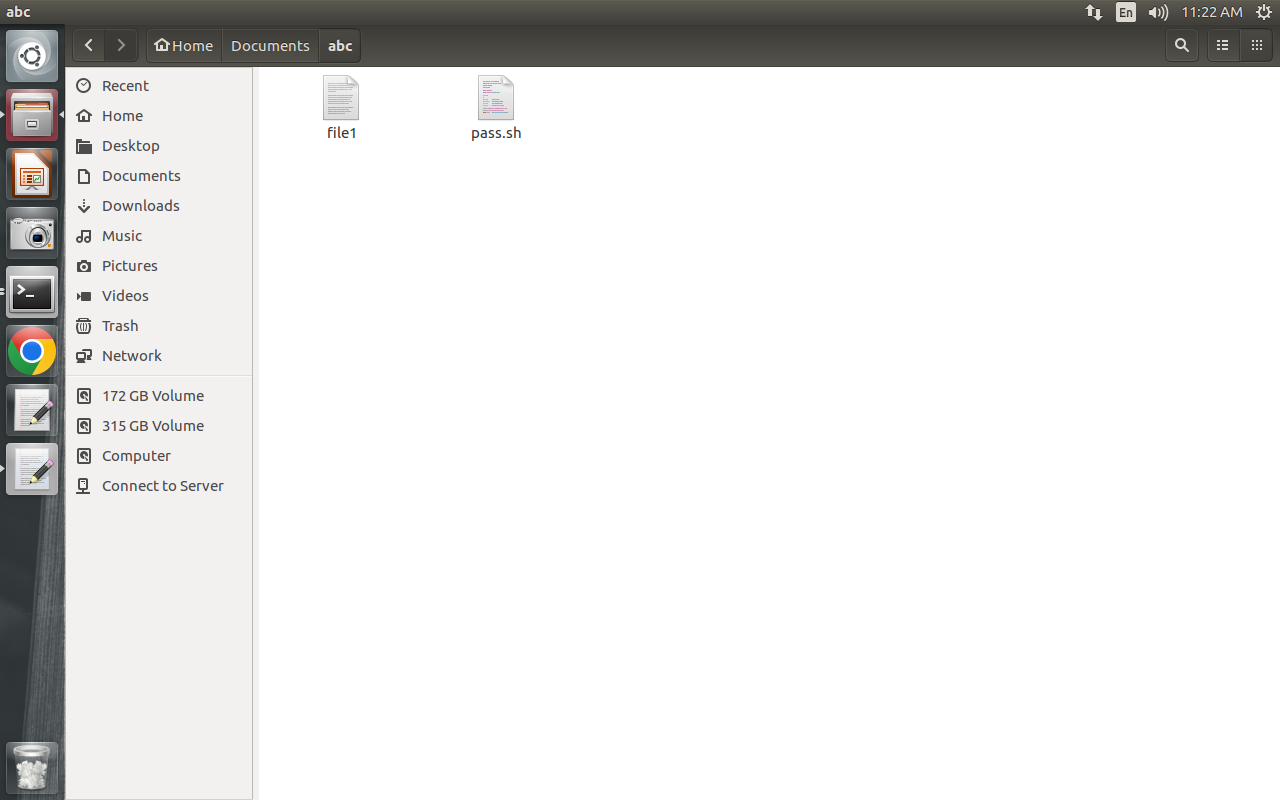 abc
En
11:22 AM
Home
Documents
abc
Recent
Home
Desktop
Documents
Downloads
Music
Pictures
Videos
Trash
Network
172 GB Volume
315 GB Volume
Computer
Connect to Server
file1
pass.sh